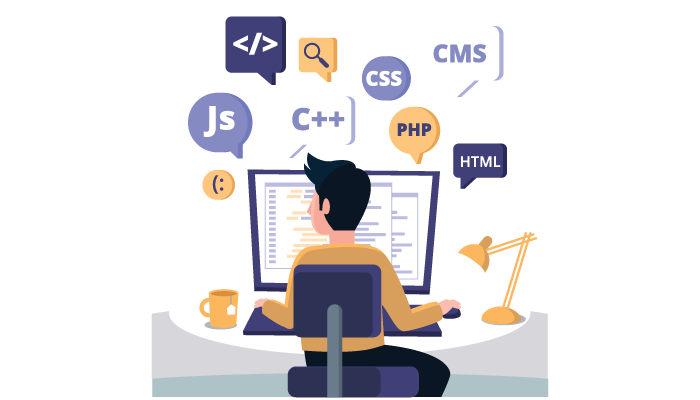 </>
CMS
CSS
Js
C++
PHP
HTML
(: